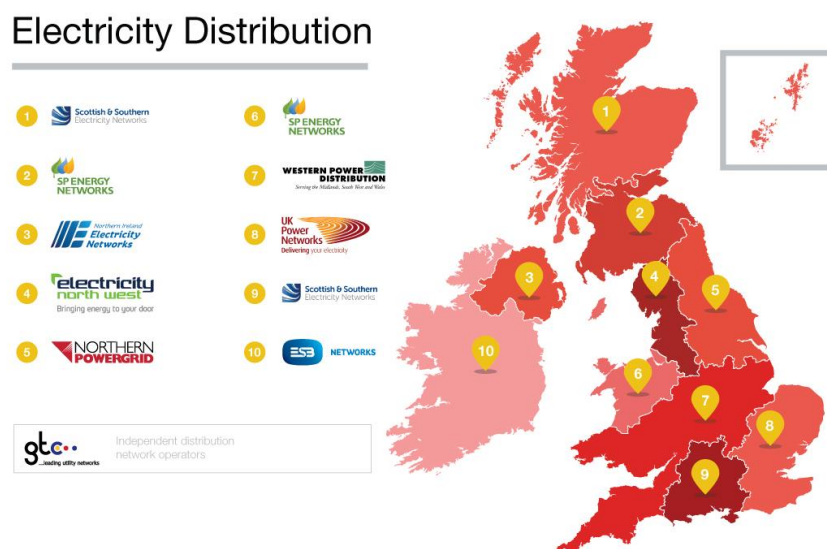 Electricity Distribution
1
Scottish & Southern
Electricity Networks
2
SP ENERGY
NETWORKS
3
Northern Ireland
Electricity
Networks
4
electricity
north west
Bringing energy to your door
5
NORTHERN
POWERGRID
6
SP ENERGY
NETWORKS
7
WESTERN POWER
DISTRIBUTION
Serving the Midlands, South West and Wales
8
UK
Power
Networks
Delivering your electricity
9
Scottish & Southern
Electricity Networks
10
ESB NETWORKS
gtc
...leading utility networks
Independent distribution
network operators
1
2
3
4
5
10
6
7
8
9